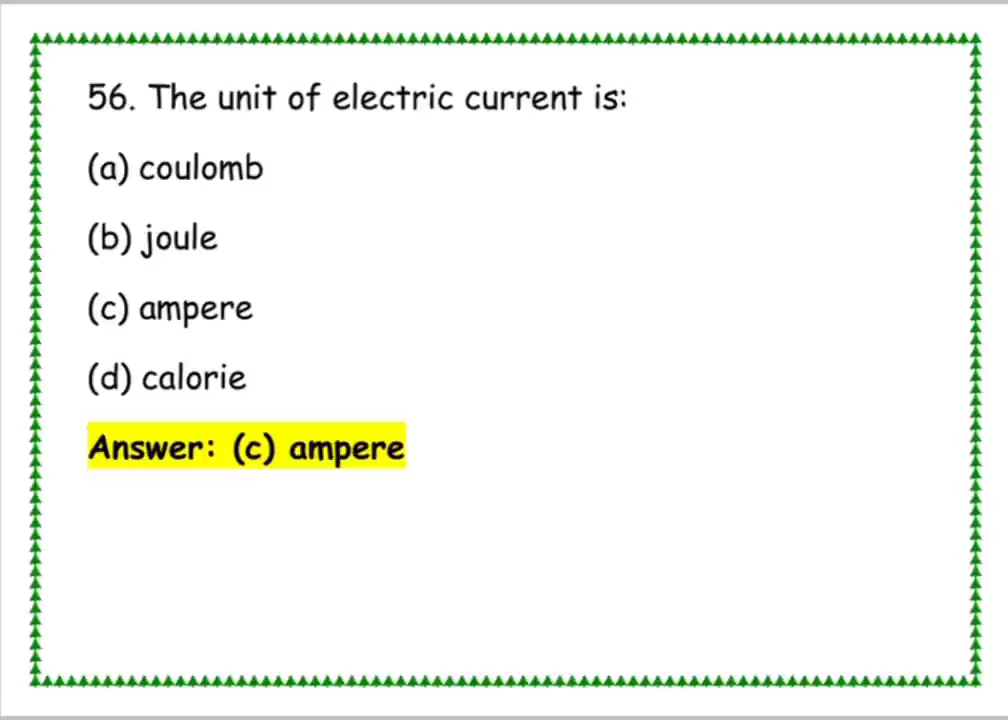 56. The unit of electric current is:
(a) coulomb
(b) joule
(c) ampere
(d) calorie
Answer: (c) ampere